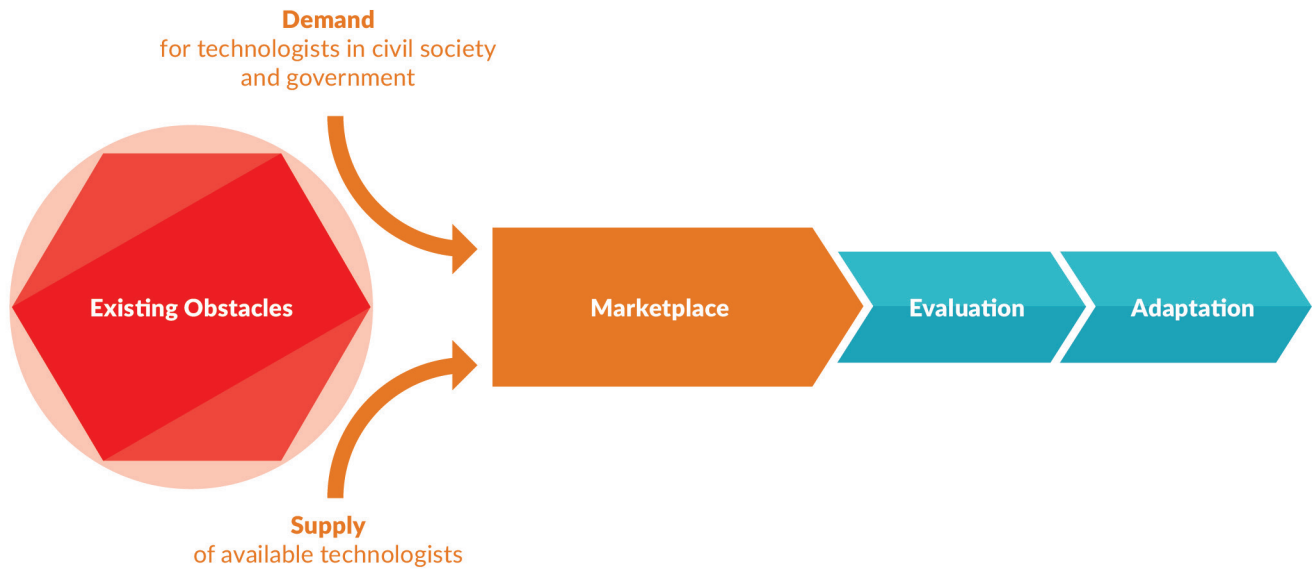 Demand
for technologists in civil society
and government
Existing Obstacles
Marketplace
Evaluation
Adaptation
Supply
of available technologists